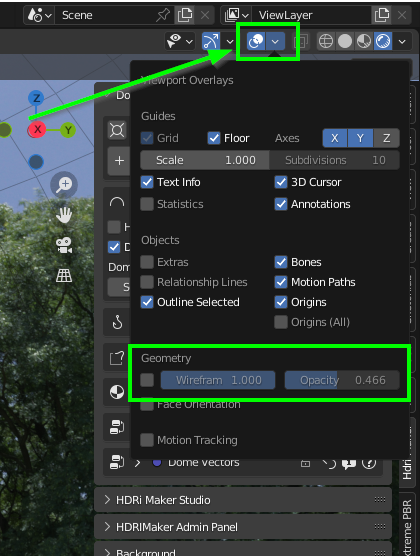 Scene
ViewLayer
Viewport Overlays
Do
Z
X
Y
Guides
Grid
Floor
Axes
X
Y
Z
Scale 1.000
Subdivisions 10
Text Info
3D Cursor
Statistics
Annotations
H
D
Dom
S
Objects
Extras
Bones
Relationship Lines
Motion Paths
Outline Selected
Origins
Origins (All)
Geometry
Wirefram 1.000
Opacity 0.466
Face Orientation
Motion Tracking
Dome Vectors
HDRi Maker Studio
HDRIMaker Admin Panel
Background
treme PBR